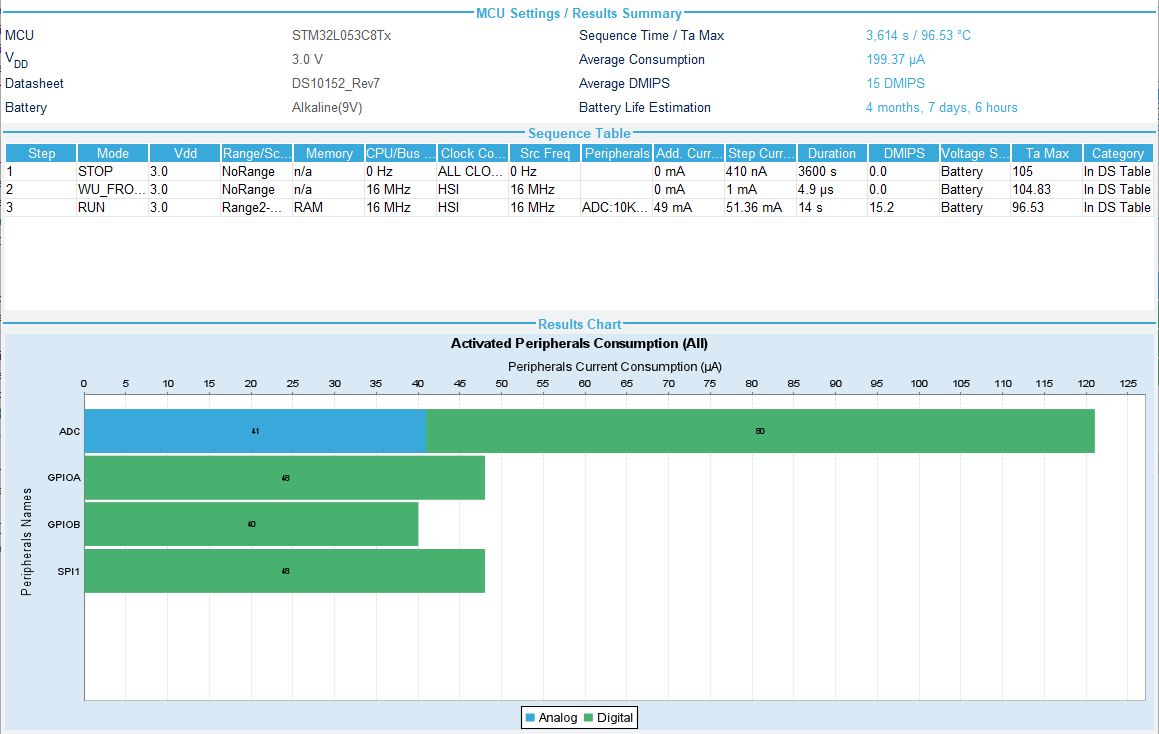 MCU Settings / Results Summary
MCU STM32L053C8Tx Sequence Time / Ta Max 3,614 s / 96.53 °C
VDD 3.0 V Average Consumption 199.37 µA
Datasheet DS10152_Rev7 Average DMIPS 15 DMIPS
Battery Alkaline(9V) Battery Life Estimation 4 months, 7 days, 6 hours
Sequence Table
Step Mode Vdd Range/Sc... Memory CPU/Bus ... Clock Co... Src Freq Peripherals Add. Curr... Step Curr... Duration DMIPS Voltage S... Ta Max Category
1 STOP 3.0 NoRange n/a 0 Hz ALL CLO... 0 Hz 0 mA 410 nA 3600 s 0.0 Battery 105 In DS Table
2 WU_FRO... 3.0 NoRange n/a 16 MHz HSI 16 MHz 0 mA 1 mA 4.9 µs 0.0 Battery 104.83 In DS Table
3 RUN 3.0 Range2-... RAM 16 MHz HSI 16 MHz ADC:10K... 49 mA 51.36 mA 14 s 15.2 Battery 96.53 In DS Table
Results Chart
Activated Peripherals Consumption (All)
Peripherals Current Consumption (µA)
0 5 10 15 20 25 30 35 40 45 50 55 60 65 70 75 80 85 90 95 100 105 110 115 120 125
ADC 41 80
GPIOA 48
GPIOB 40
SPI1 48
Peripherals Names
Analog Digital